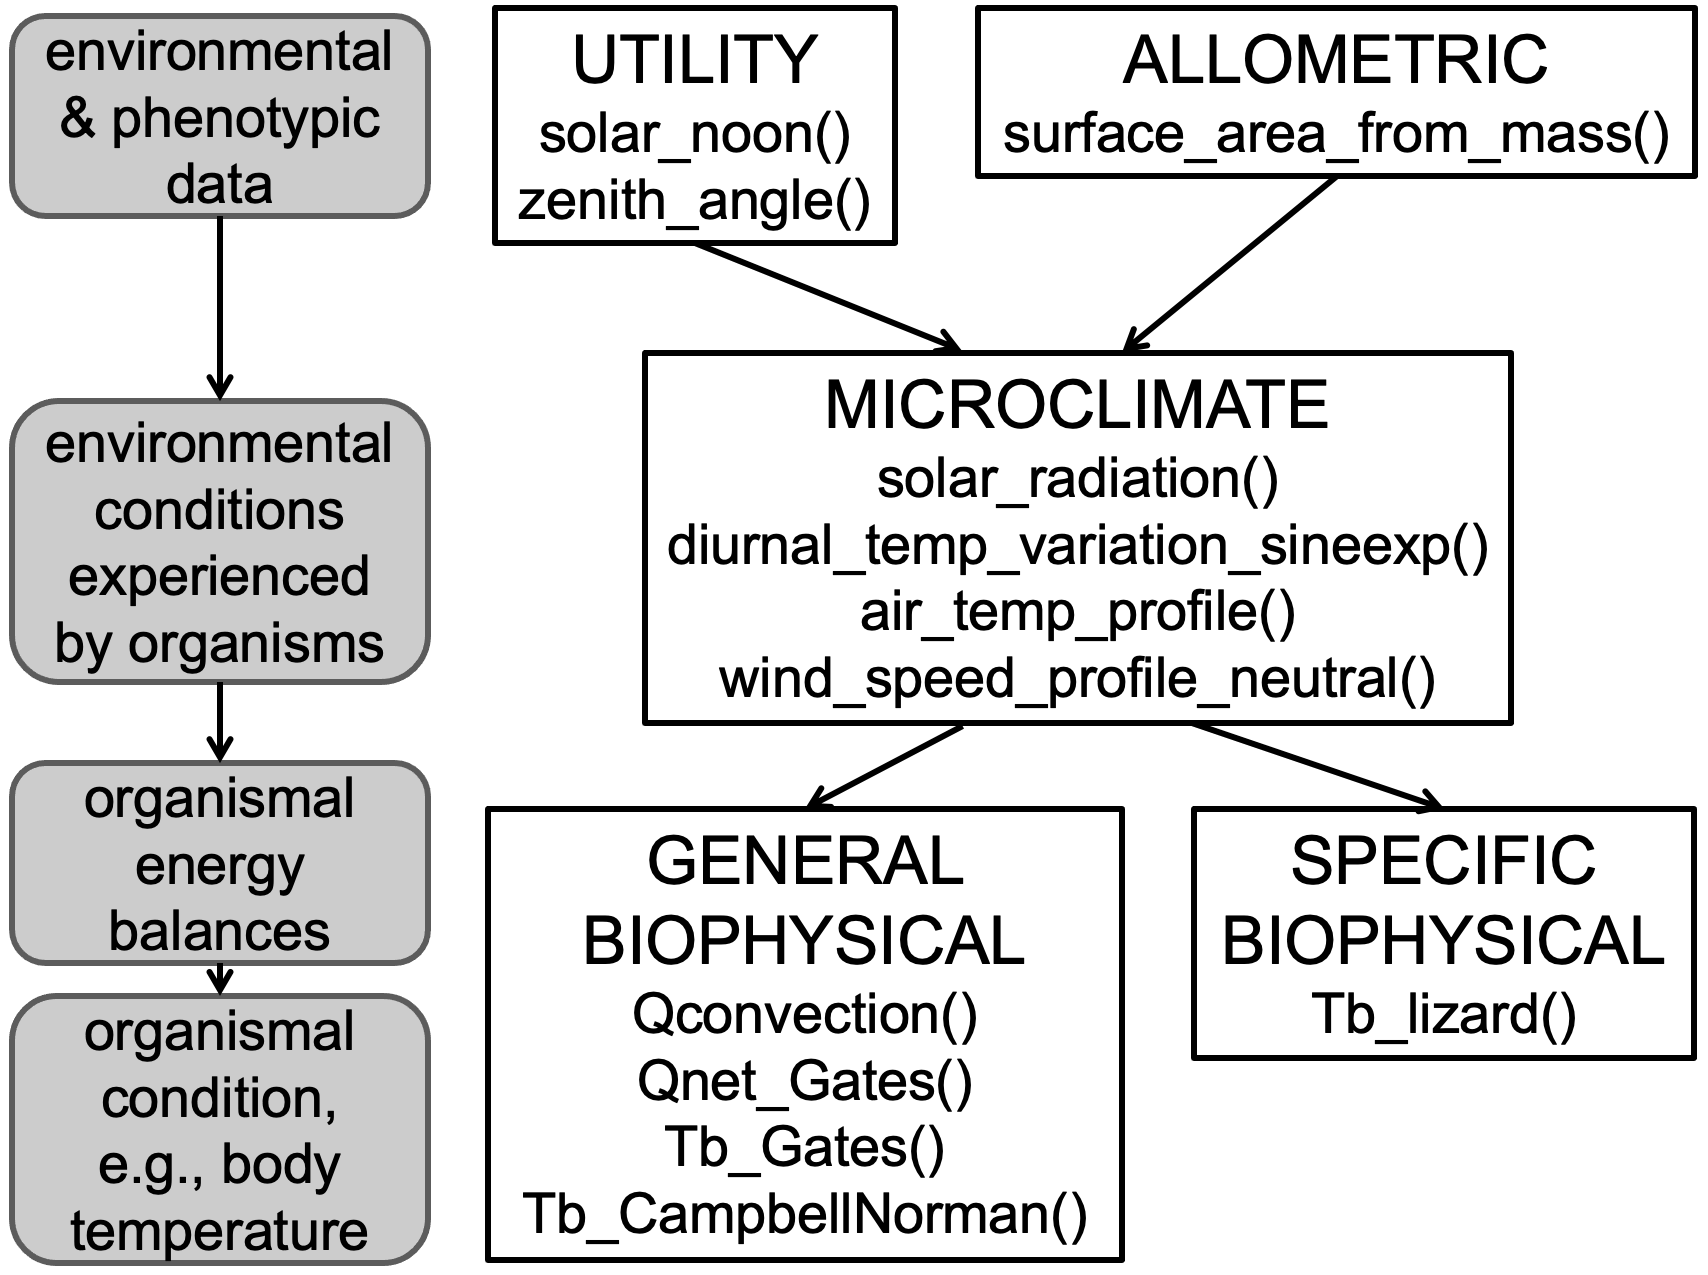 environmental
& phenotypic
data
environmental
conditions
experienced
by organisms
organismal
energy
balances
organismal
condition,
e.g., body
temperature
UTILITY
solar_noon()
zenith_angle()
ALLOMETRIC
surface_area_from_mass()
MICROCLIMATE
solar_radiation()
diurnal_temp_variation_sineexp()
air_temp_profile()
wind_speed_profile_neutral()
GENERAL
BIOPHYSICAL
Qconvection()
Qnet_Gates()
Tb_Gates()
Tb_CampbellNorman()
SPECIFIC
BIOPHYSICAL
Tb_lizard()